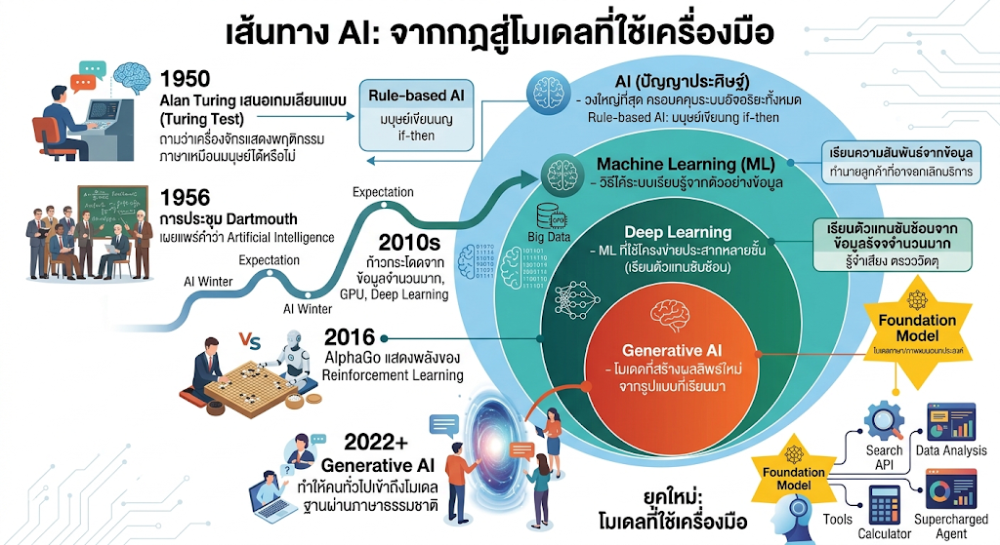 เส้นทาง AI: จากกฎสู่โมเดลที่ใช้เครื่องมือ
1950
Alan Turing เสนอเกมเลียนแบบ
(Turing Test)
ถามว่าเครื่องจักรแสดงพฤติกรรม
ภาษาเหมือนมนุษย์ได้หรือไม่
Rule-based AI
มบุษย์เขียนนญ
if-then
AI (ปัญญาประศิษฐ์)
- วงใหญ่ที่สุด ครอบคคุมระบบอัจอริยะทั้งหมด
Rule-based AI: มบุษย์เขียนทฎ if-then
1956
การประชุม Dartmouth
เผยแพร่คำว่า Artificial Intelligence
Machine Learning (ML)
- วิธีให้ระบบเรียบรู้จากตัวอย่างข้อมูล
เรียนความสัมพันธ์จากข้อมูล
ทำนายลูกค้าที่อาจยกเลิกบริการ
Expectation
Big Data
GPU
2010s
ก้าวกระโดดจาก
ข้อมูลจำนวนมาก,
GPU, Deep Learning
Expectation
AI Winter
AI Winter
Deep Learning
- ML ที่ใช้โครงข่ายประสาทหลายชั้น
(เรียนตัวแทนซับซ้อน)
เรียนตัวแทนซันช้อนจาก
ข้อมูลรัจจจำนวนมาก
รู้จำเสียง ตรวววัดตุ
Foundation
Model
VS
2016
AlphaGo แสดงพลังของ
Reinforcement Learning
Generative AI
- โมเดดที่สร้างผลลิพธ์ใหม่
จากรูปแบบที่เรียนมา
2022+
Generative AI
ทำให้คนทั่วไปเข้าถึงโมเดล
ฐานผ่านภาษาธรรมชาติ
ยุคใหม่:
โมเดลที่ใช้เครื่องมือ
Foundation
Model
Search
API
Data Analysis
Tools
Calculator
Supercharged
Agent